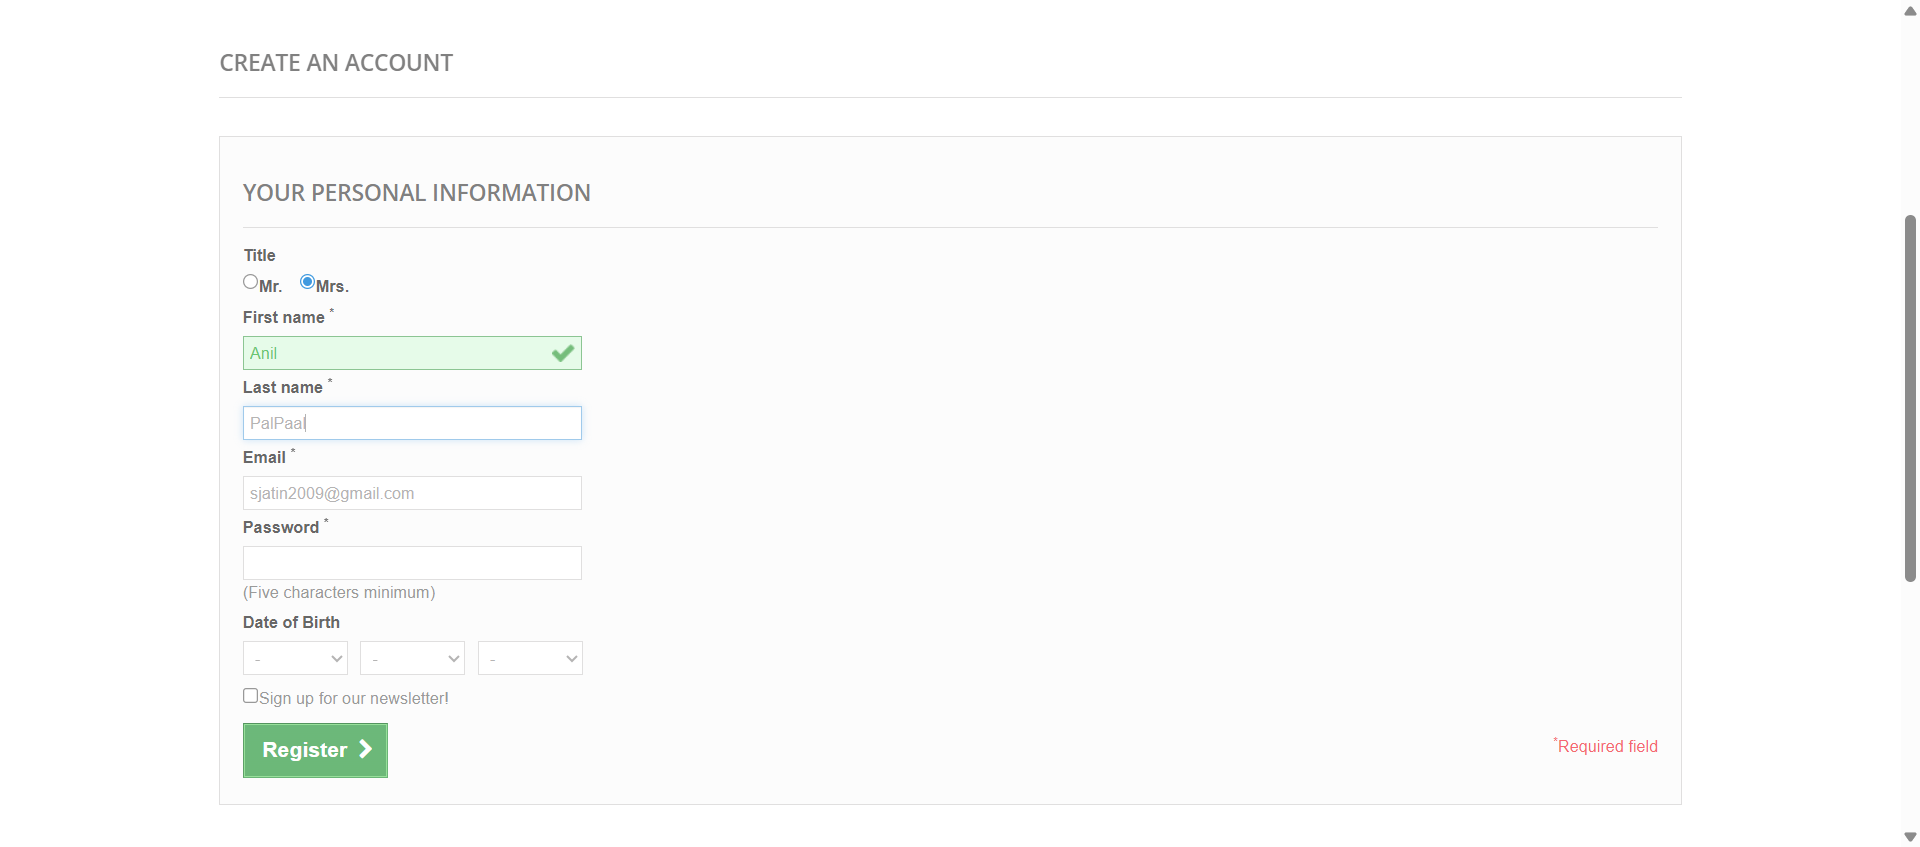 CREATE AN ACCOUNT
YOUR PERSONAL INFORMATION
Title
Mr. Mrs.
First name *
Anil
Last name *
PalPaal
Email *
sjatin2009@gmail.com
Password *
(Five characters minimum)
Date of Birth
- - -
Sign up for our newsletter!
Register
*Required field